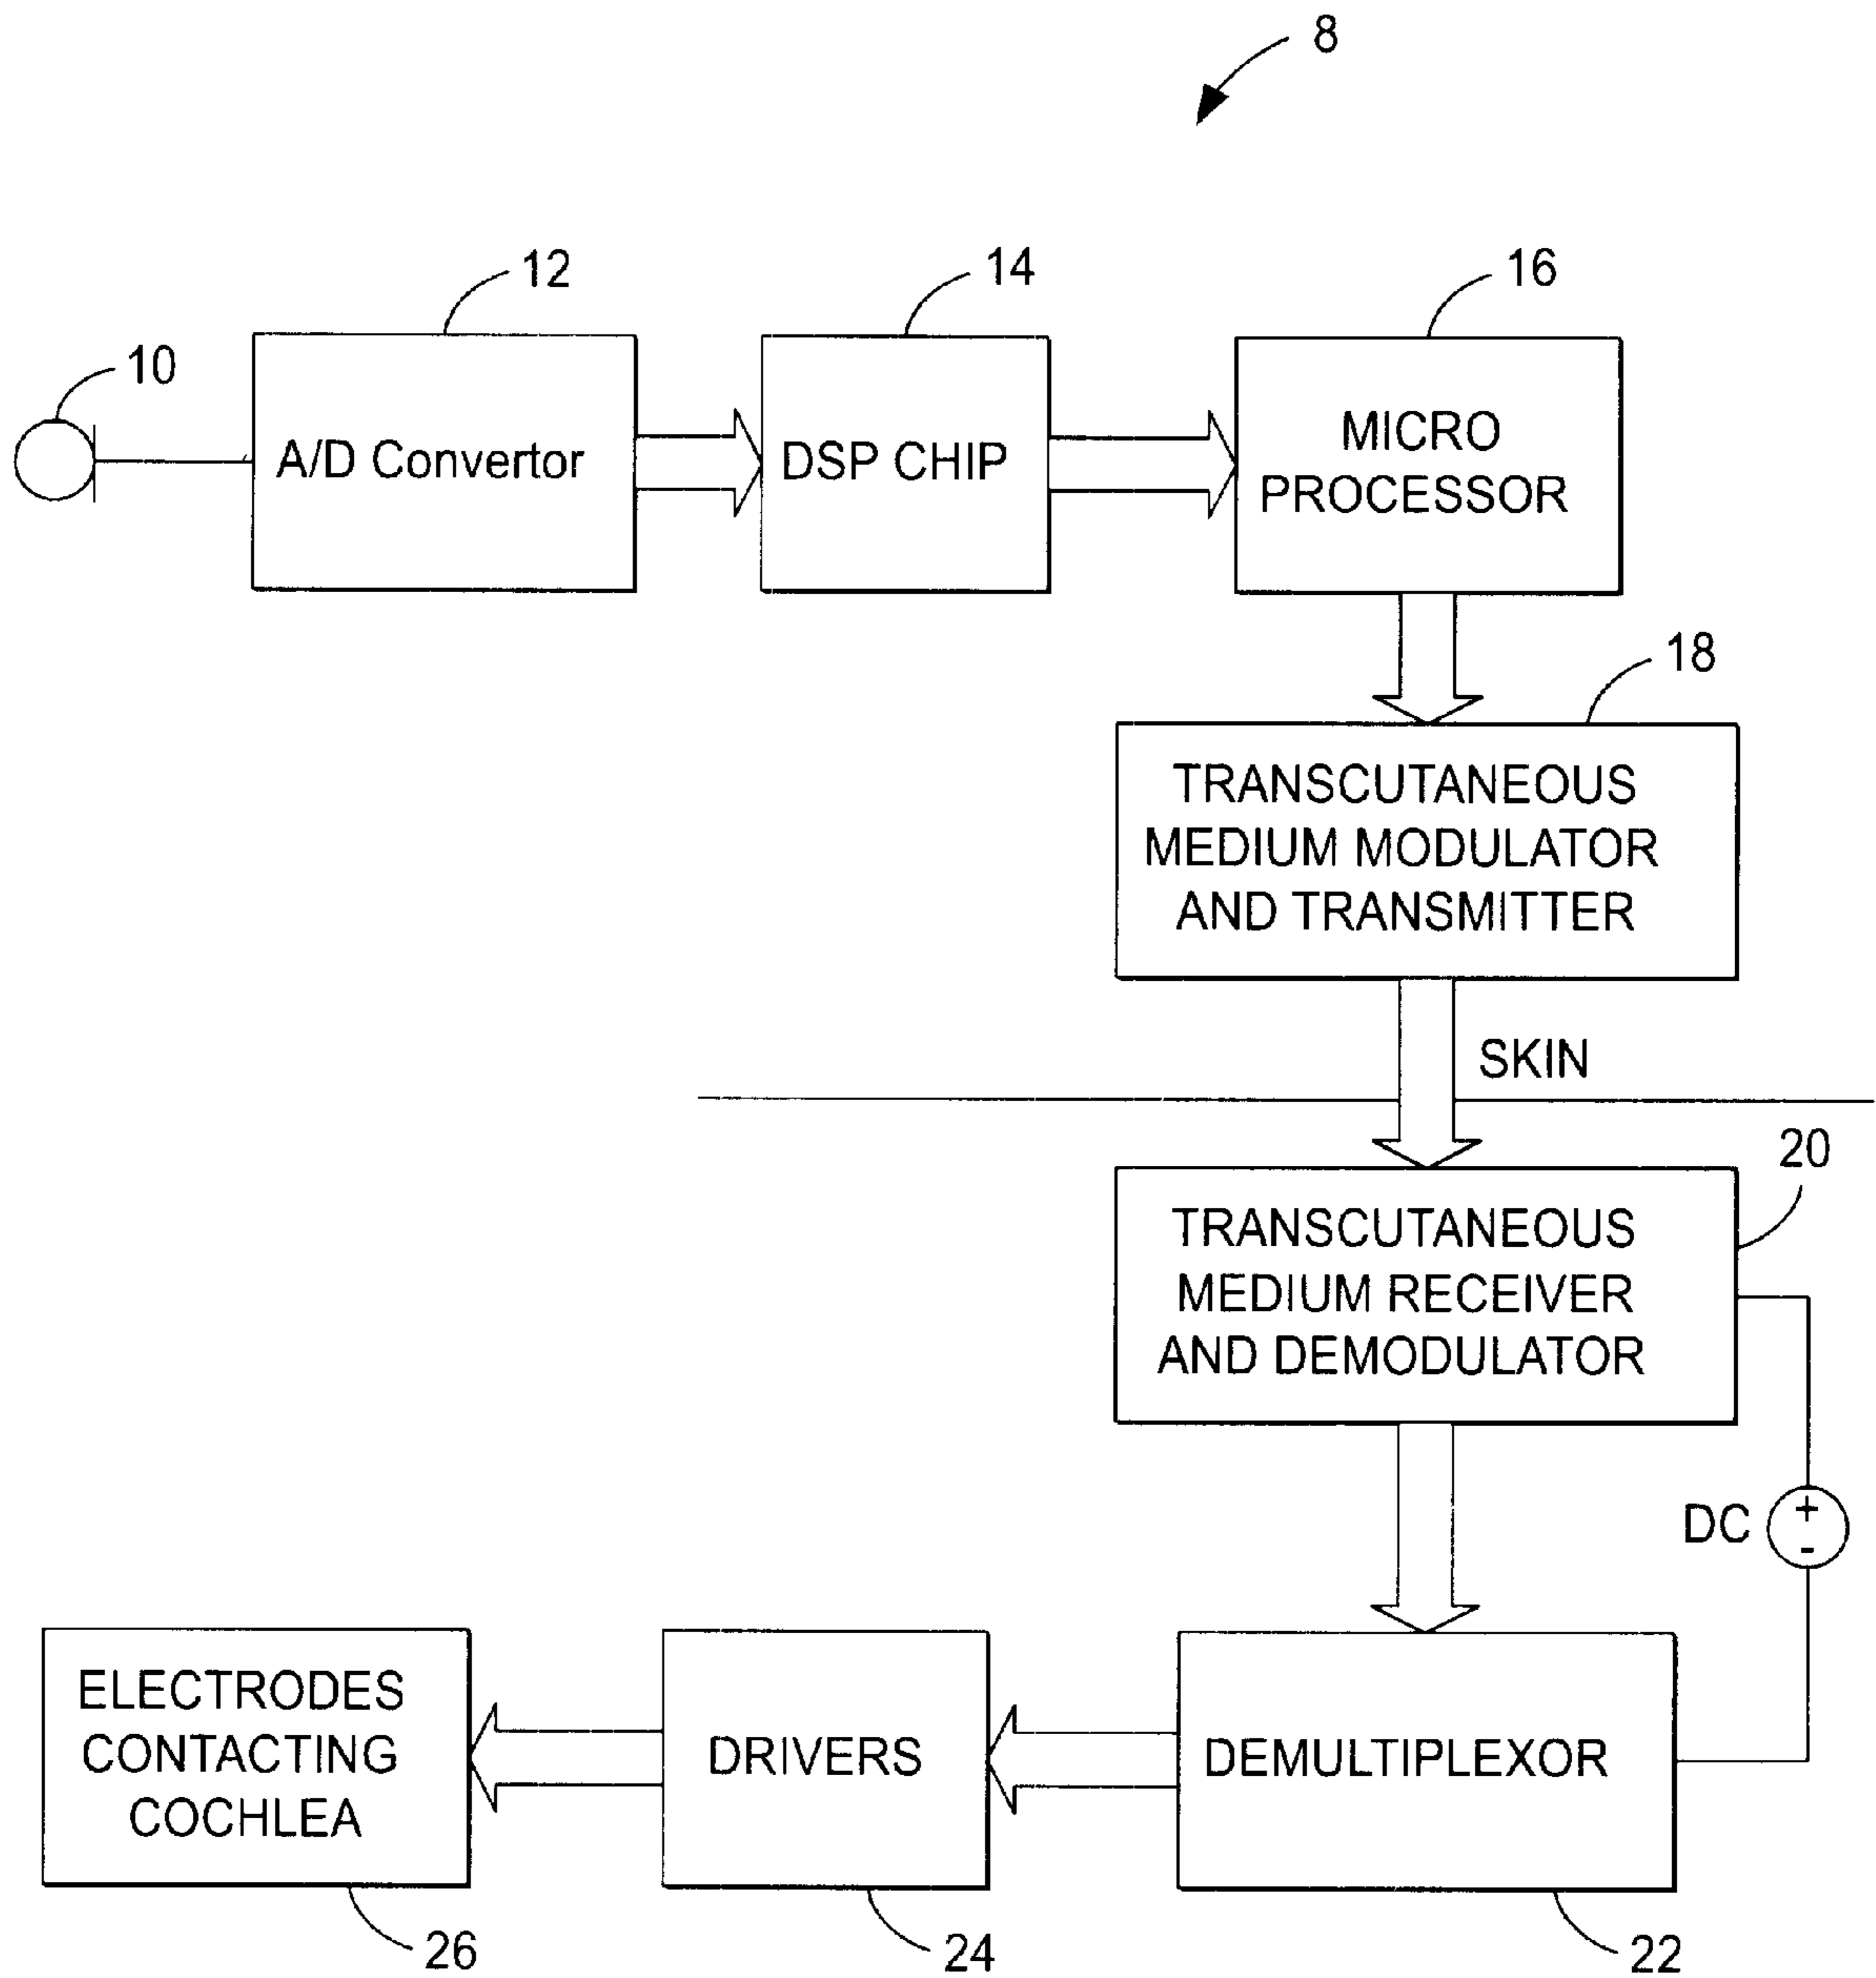 8
12
14
16
10
A/D Convertor
DSP CHIP
MICRO
PROCESSOR
18
TRANSCUTANEOUS
MEDIUM MODULATOR
AND TRANSMITTER
SKIN
20
TRANSCUTANEOUS
MEDIUM RECEIVER
AND DEMODULATOR
DC
+
-
ELECTRODES
CONTACTING
COCHLEA
DRIVERS
DEMULTIPLEXOR
26
24
22